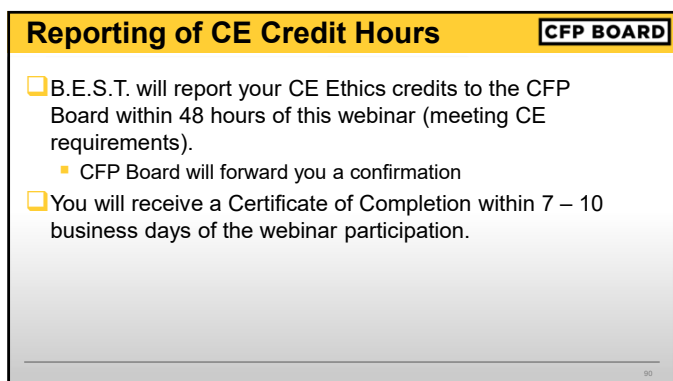 Reporting of CE Credit Hours
CFP BOARD
B.E.S.T. will report your CE Ethics credits to the CFP
Board within 48 hours of this webinar (meeting CE
requirements).
CFP Board will forward you a confirmation
You will receive a Certificate of Completion within 7 – 10
business days of the webinar participation.
90